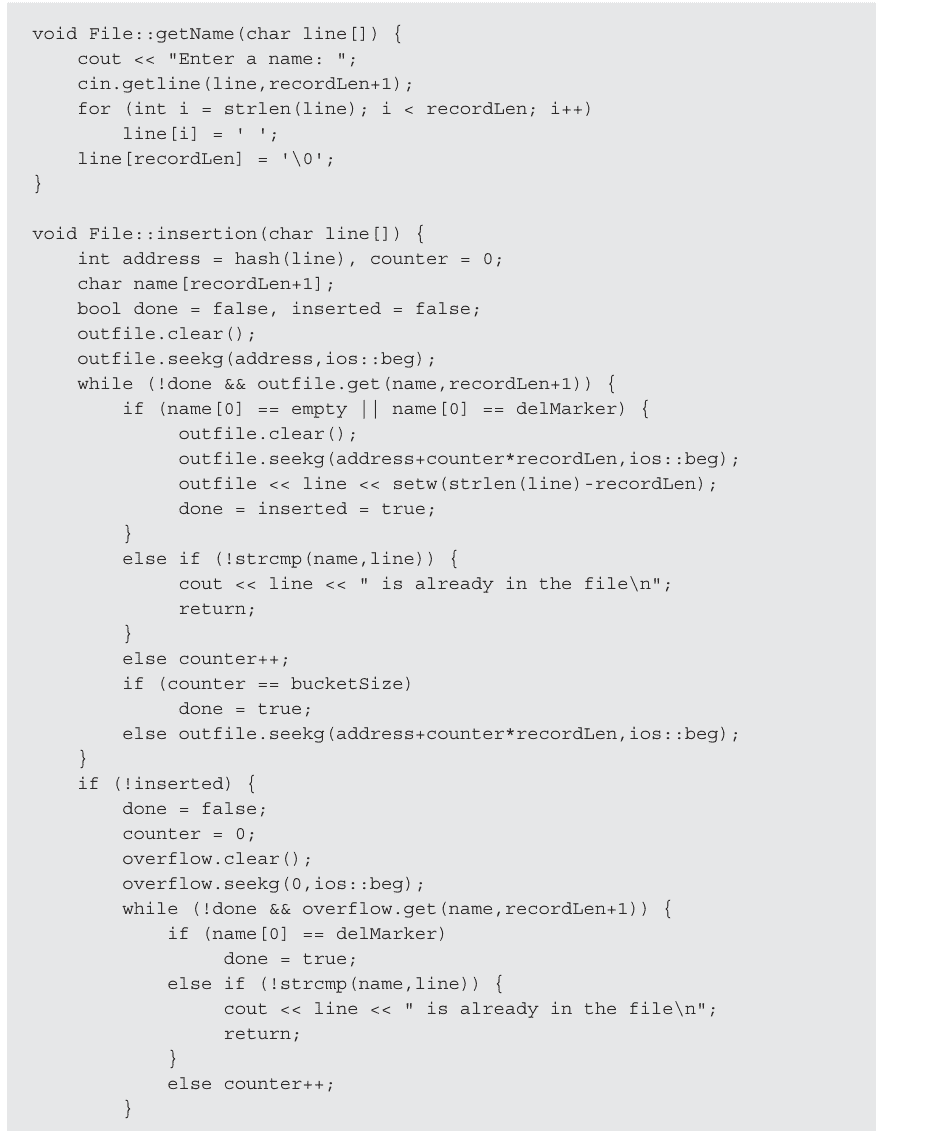 void File::getName(char line[]) {
    cout << "Enter a name: ";
    cin.getline(line,recordLen+1);
    for (int i = strlen(line); i < recordLen; i++)
        line[i] = ' ';
    line[recordLen] = '\0';
}

void File::insertion(char line[]) {
    int address = hash(line), counter = 0;
    char name[recordLen+1];
    bool done = false, inserted = false;
    outfile.clear();
    outfile.seekg(address,ios::beg);
    while (!done && outfile.get(name,recordLen+1)) {
        if (name[0] == empty || name[0] == delMarker) {
             outfile.clear();
             outfile.seekg(address+counter*recordLen,ios::beg);
             outfile << line << setw(strlen(line)-recordLen);
             done = inserted = true;
        }
        else if (!strcmp(name,line)) {
             cout << line << " is already in the file\n";
             return;
        }
        else counter++;
        if (counter == bucketSize)
             done = true;
        else outfile.seekg(address+counter*recordLen,ios::beg);
    }
    if (!inserted) {
        done = false;
        counter = 0;
        overflow.clear();
        overflow.seekg(0,ios::beg);
        while (!done && overflow.get(name,recordLen+1)) {
            if (name[0] == delMarker)
                 done = true;
            else if (!strcmp(name,line)) {
                 cout << line << " is already in the file\n";
                 return;
            }
            else counter++;
        }